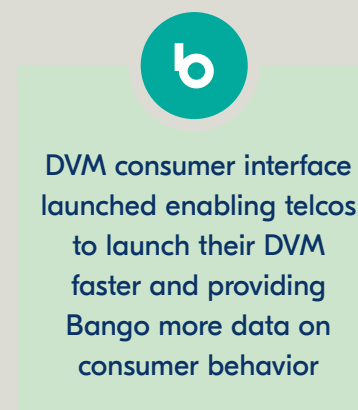 b
DVM consumer interface
launched enabling telcos
to launch their DVM
faster and providing
Bango more data on
consumer behavior